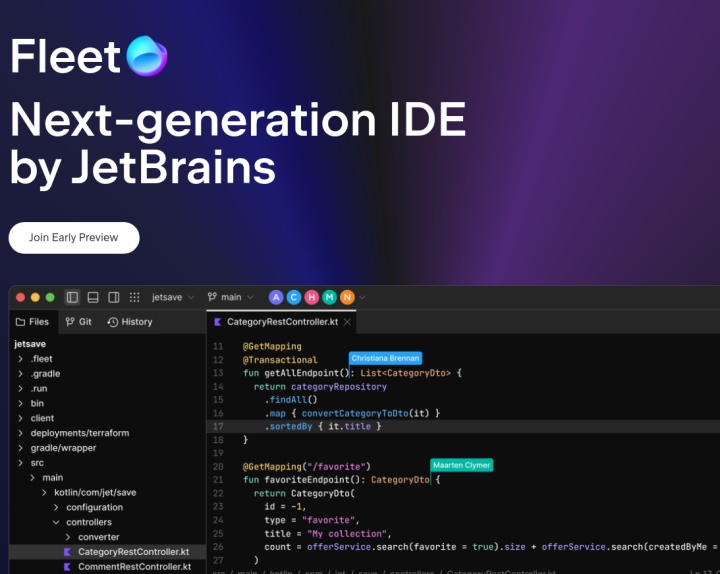 Fleet
Next-generation IDE
by JetBrains
Join Early Preview
jetsave main A C H M N
Files Git History
CategoryRestController.kt
jetsave
.fleet
.gradle
.run
bin
client
deployments/terraform
gradle/wrapper
src
main
kotlin/com/jet/save
configuration
controllers
converter
CategoryRestController.kt
CommentRestController.kt
11 @GetMapping
12 @Transactional
Christiana Brennan
13 fun getAllEndpoint(): List<CategoryDto> {
14 return categoryRepository
15 .findAll()
16 .map { convertCategoryToDto(it) }
17 .sortedBy { it.title }
18 }
19
Maarten Clymer
20 @GetMapping("/favorite")
21 fun favoriteEndpoint(): CategoryDto {
22 return CategoryDto(
23 id = -1,
24 type = "favorite",
25 title = "My collection",
26 count = offerService.search(favorite = true).size + offerService.search(createdByMe =
27 )